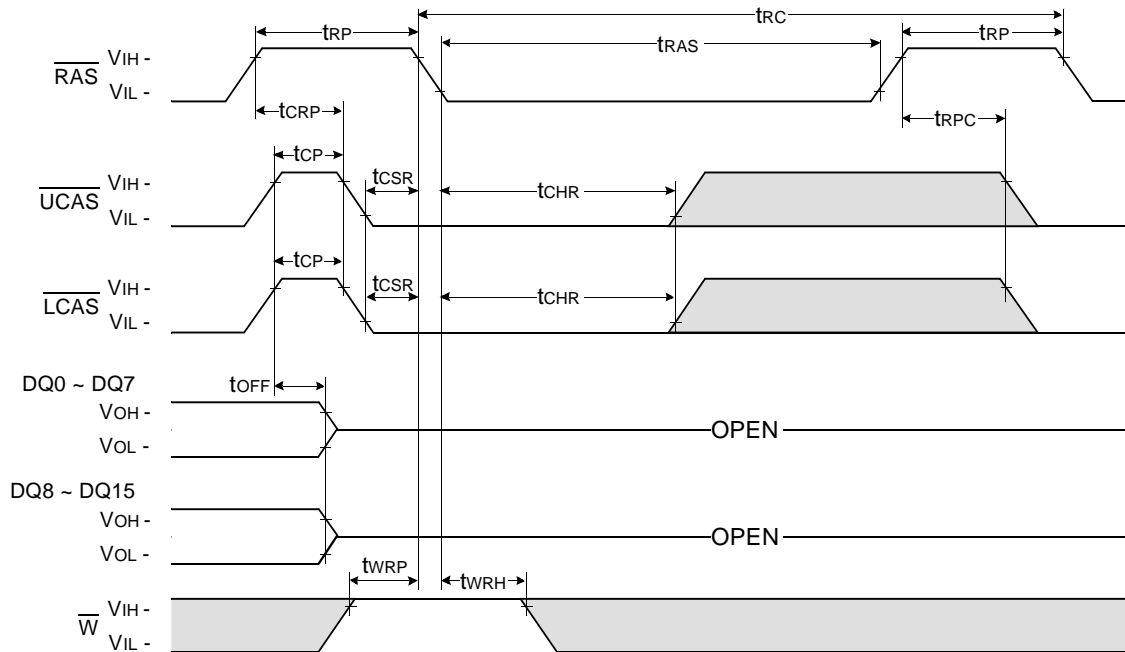 tRC
tRP tRAS tRP
RAS VIH -
VIL -
tCRP tRPC
tCP
UCAS VIH -
VIL -
tCSR tCHR
tCP
LCAS VIH -
VIL -
tCSR tCHR
DQ0 ~ DQ7 tOFF
VOH -
VOL -
OPEN
DQ8 ~ DQ15
VOH -
VOL -
OPEN
tWRP tWRH
W VIH -
VIL -